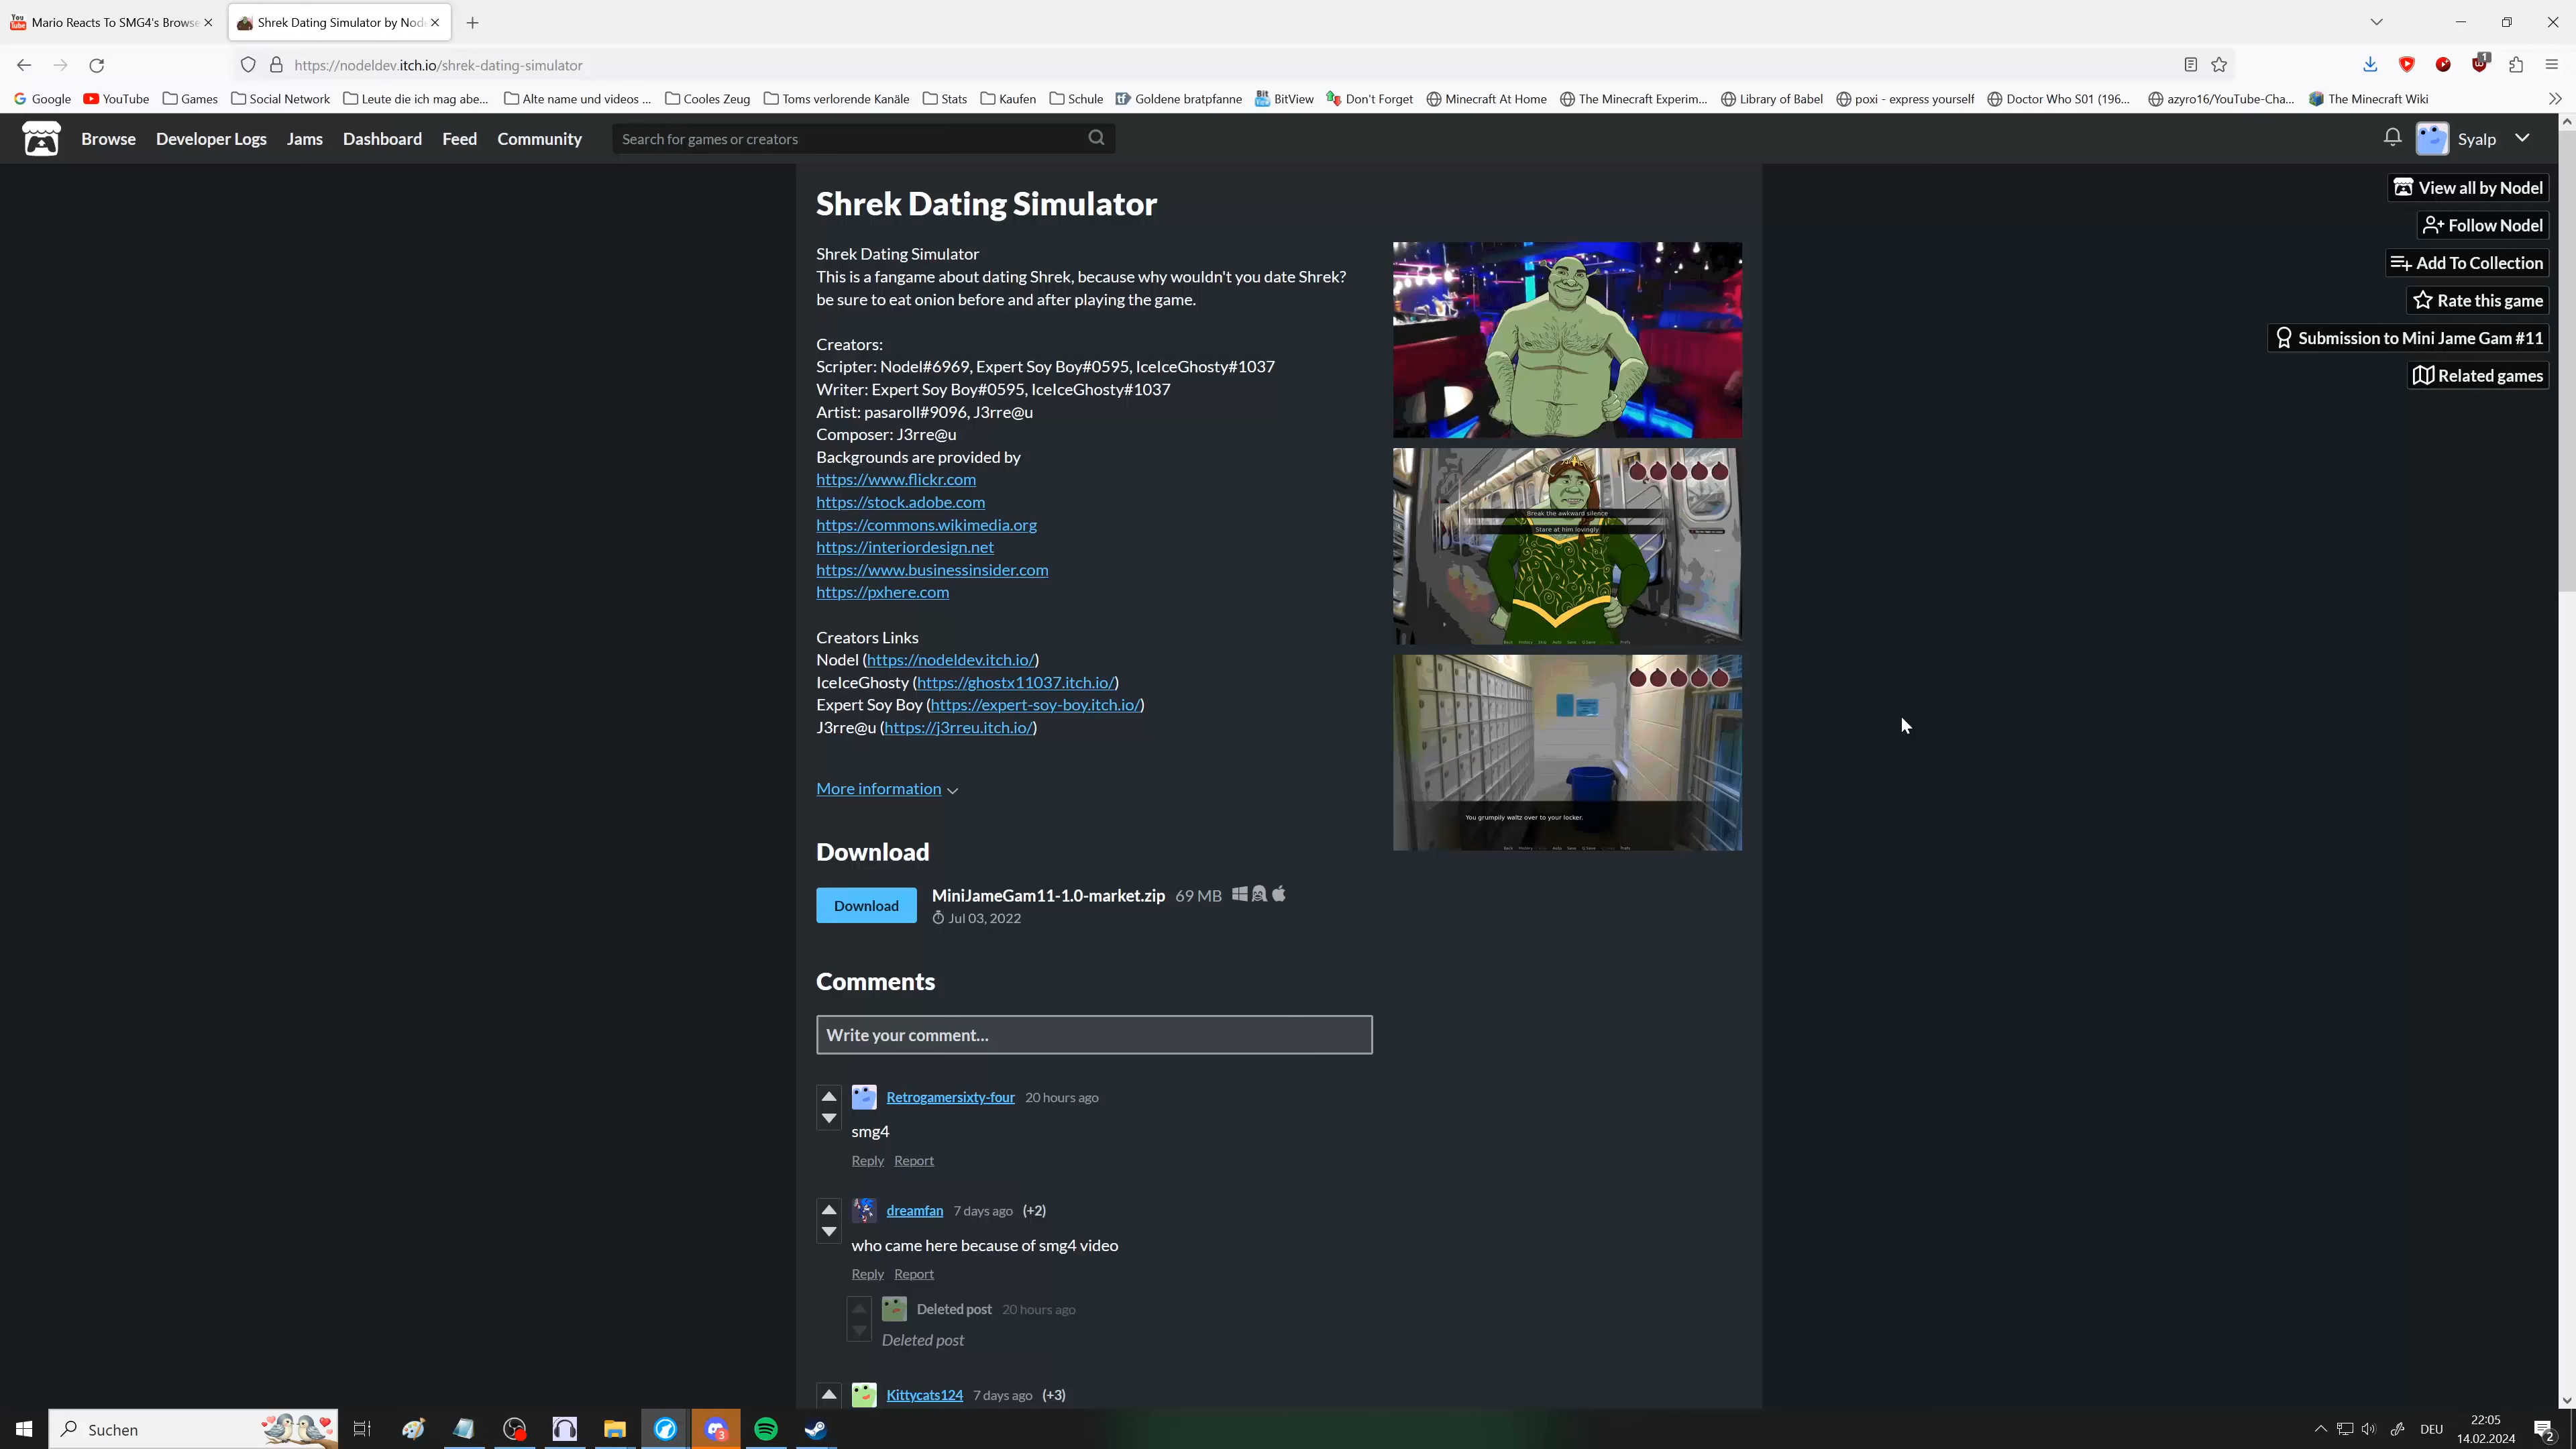 Mario Reacts To SMG4's Browse
Shrek Dating Simulator by Node
https://nodeldev.itch.io/shrek-dating-simulator
1
Google YouTube Games Social Network Leute die ich mag abe... Alte name und videos ... Cooles Zeug Toms verlorende Kanäle Stats Kaufen Schule Goldene bratpfanne BitView Don't Forget Minecraft At Home The Minecraft Experim... Library of Babel poxi - express yourself Doctor Who S01 (196... azyro16/YouTube-Cha... The Minecraft Wiki
Browse Developer Logs Jams Dashboard Feed Community Search for games or creators Syalp
View all by Nodel
Follow Nodel
Add To Collection
Rate this game
Submission to Mini Jame Gam #11
Related games
Shrek Dating Simulator
Shrek Dating Simulator
This is a fangame about dating Shrek, because why wouldn't you date Shrek?
be sure to eat onion before and after playing the game.
Creators:
Scripter: Nodel#6969, Expert Soy Boy#0595, IceIceGhosty#1037
Writer: Expert Soy Boy#0595, IceIceGhosty#1037
Artist: pasaroll#9096, J3rre@u
Composer: J3rre@u
Backgrounds are provided by
https://www.flickr.com
https://stock.adobe.com
https://commons.wikimedia.org
https://interiordesign.net
https://www.businessinsider.com
https://pxhere.com
Creators Links
Nodel (https://nodeldev.itch.io/)
IceIceGhosty (https://ghostx11037.itch.io/)
Expert Soy Boy (https://expert-soy-boy.itch.io/)
J3rre@u (https://j3rreu.itch.io/)
More information
Break the awkward silence
Stare at him lovingly
You grumpily waltz over to your locker.
Download
Download MiniJameGam11-1.0-market.zip 69 MB
Jul 03, 2022
Comments
Write your comment...
Retrogamersixty-four 20 hours ago
smg4
Reply Report
dreamfan 7 days ago (+2)
who came here because of smg4 video
Reply Report
Deleted post 20 hours ago
Deleted post
Kittycats124 7 days ago (+3)
Suchen
3
DEU
22:05
14.02.2024
2